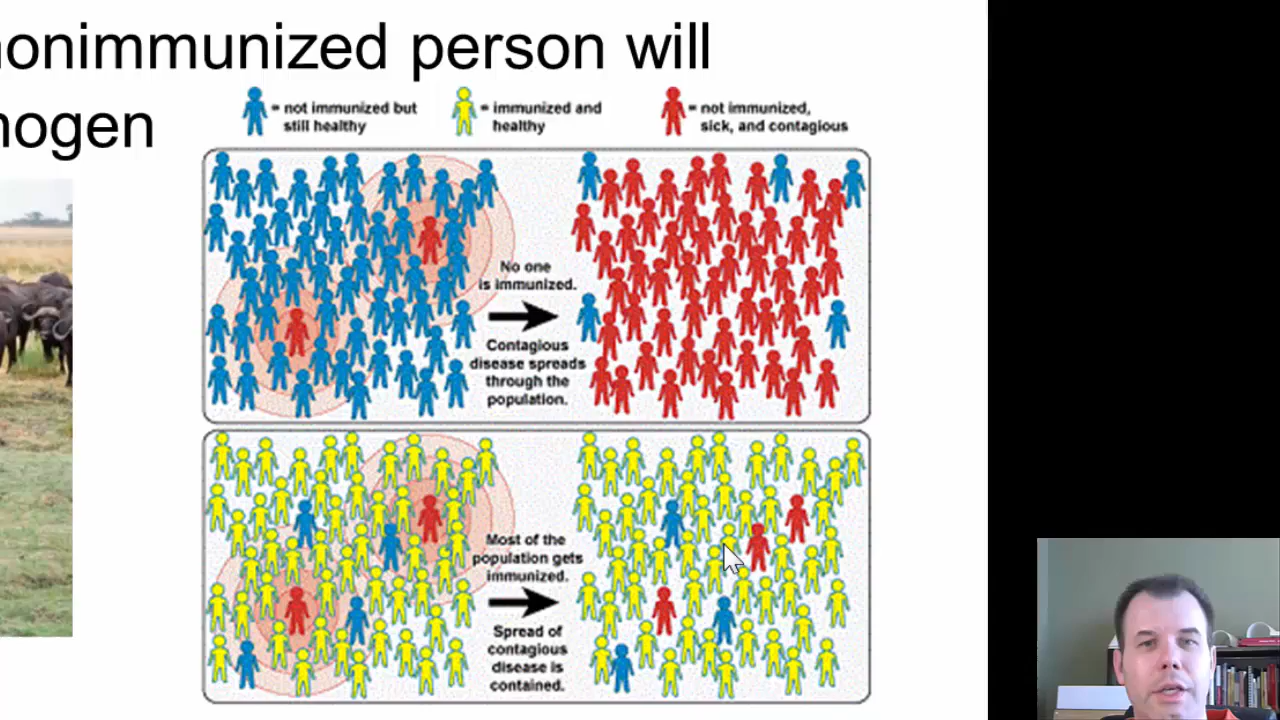 nonimmunized person will
hogen
= not immunized but
still healthy
= immunized and
healthy
= not immunized,
sick, and contagious
No one
is immunized.
Contagious
disease spreads
through the
population.
Most of the
population gets
immunized.
Spread of
contagious
disease is
contained.